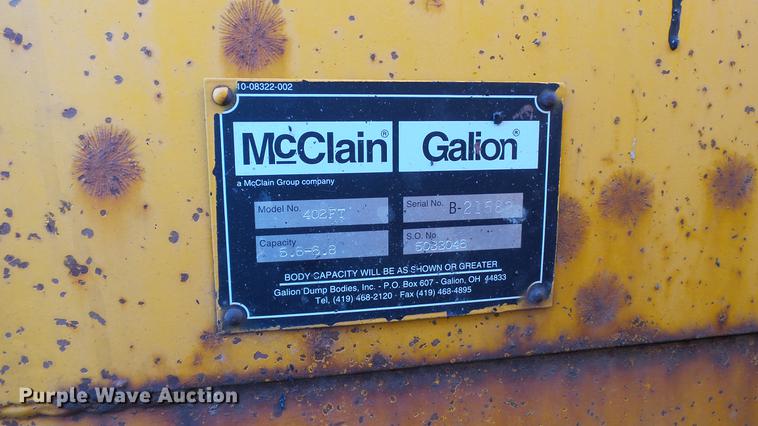 10-08322-002
McClain® Galion®
a McClain Group company
Model No. 402FT Serial No.
Capacity S.O. No.
BODY CAPACITY WILL BE AS SHOWN OR GREATER
Galion Dump Bodies, Inc. - P.O. Box 607 - Galion, OH 44833
Tel. (419) 468-2120 - Fax (419) 468-4895
Purple Wave Auction